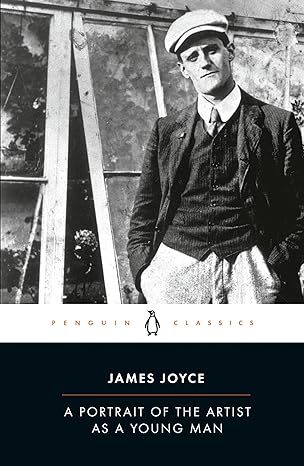 PENGUIN CLASSICS
JAMES JOYCE
A PORTRAIT OF THE ARTIST
AS A YOUNG MAN